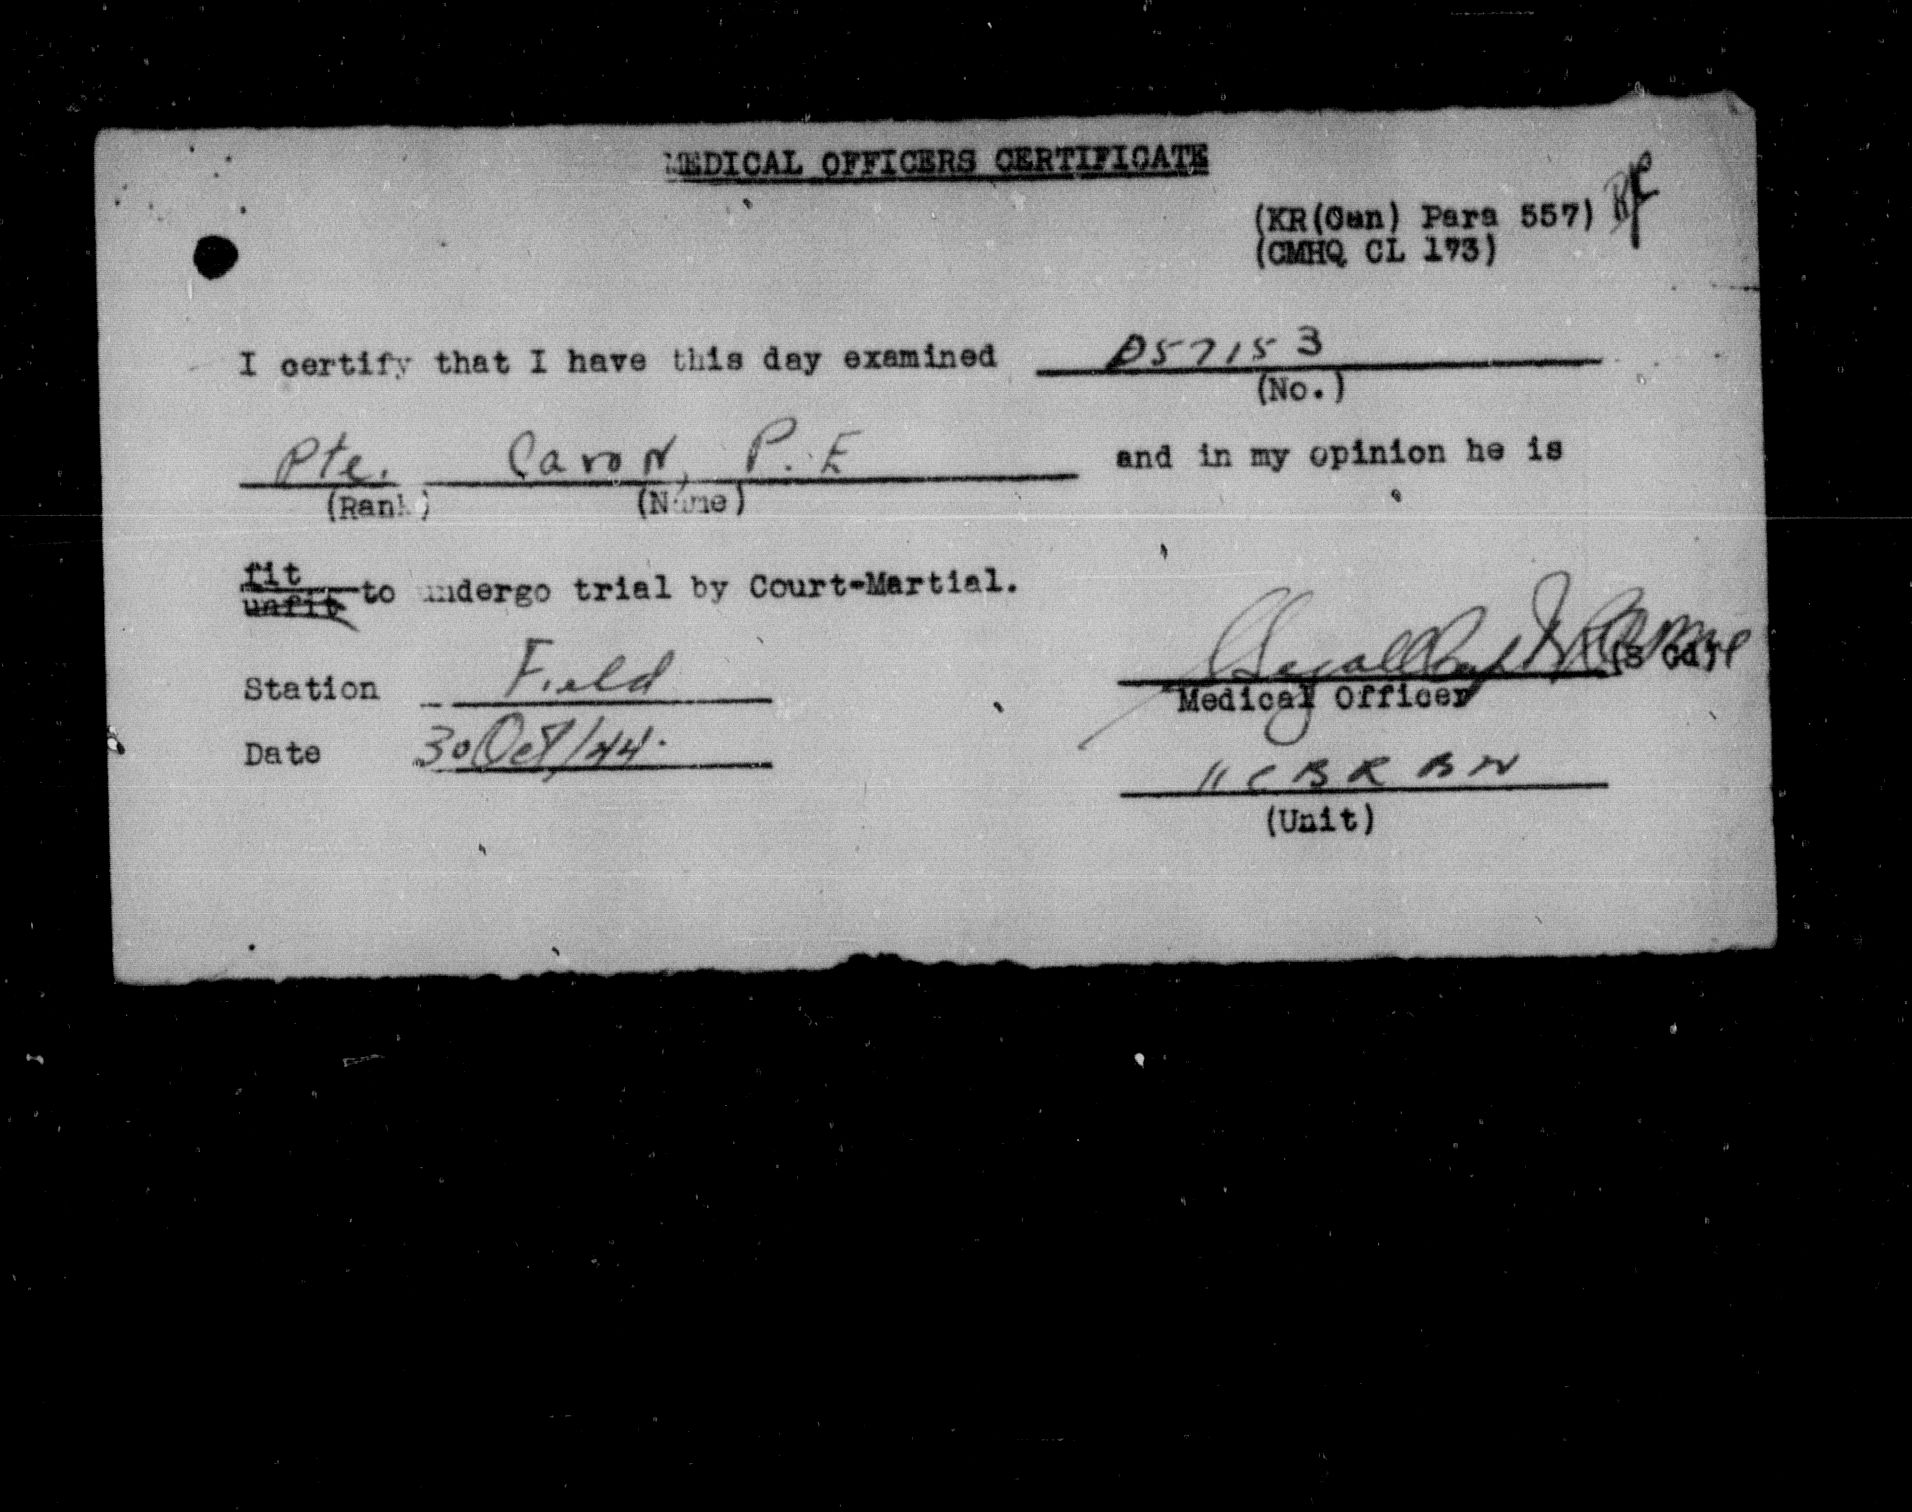 MEDICAL OFFICERS CERTIFICATE
(KR(Can) Para 557)
(CMHQ CL 173)
I certify that I have this day examined D57153
(No.)
Pte. Caron, P. E and in my opinion he is
(Rank) (Name)
fit
unfit to undergo trial by Court-Martial.
(S Gd)
Station Field
Medical Officer
Date 30 Oct/44.
11 C B R B N
(Unit)